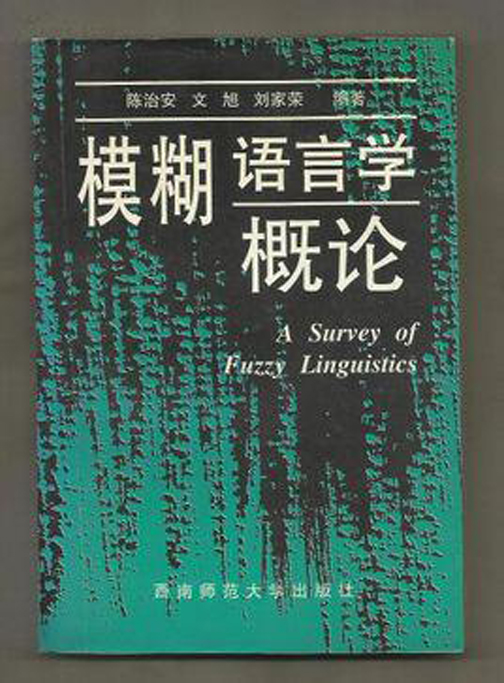 陈治安 文旭 刘家荣 编著
模糊语言学
概论
A Survey of
Fuzzy Linguistics
西南师范大学出版社